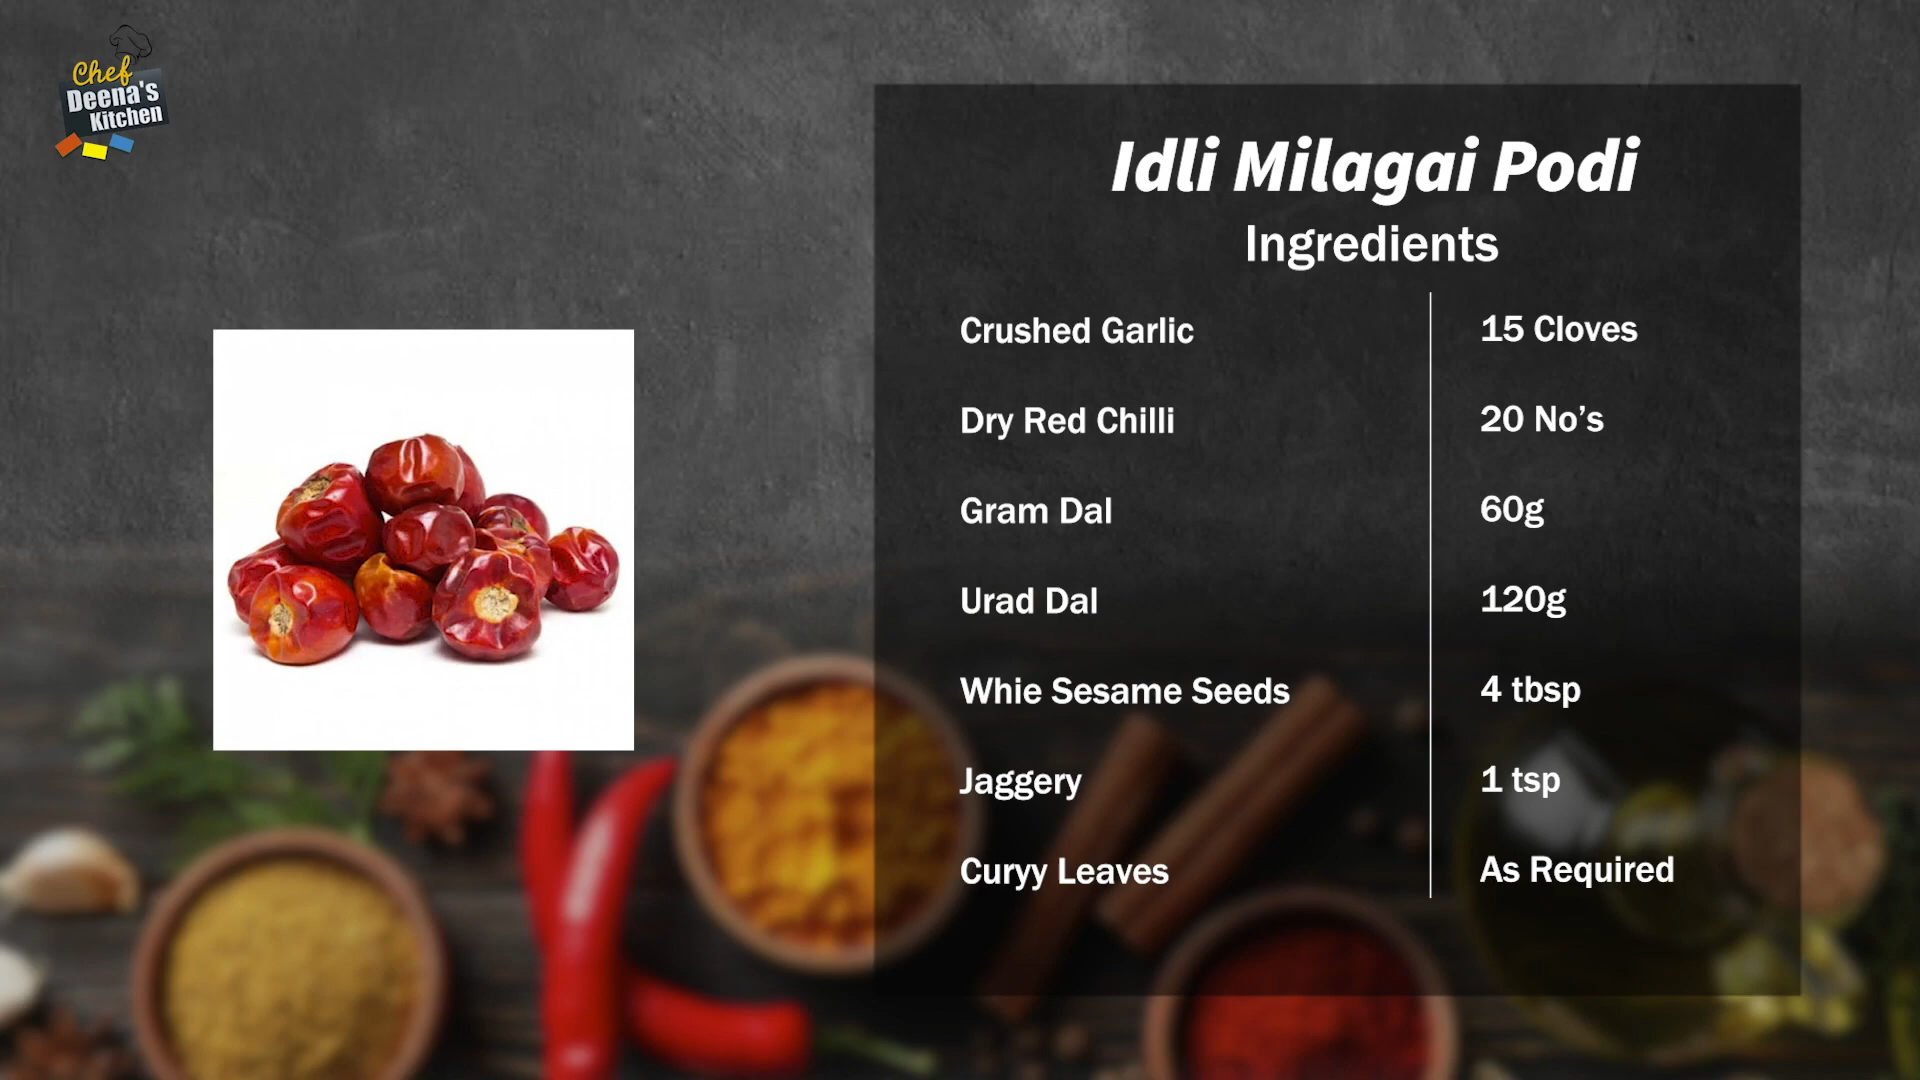 Chef
Deena's
Kitchen
Idli Milagai Podi
Ingredients
Crushed Garlic 15 Cloves
Dry Red Chilli 20 No’s
Gram Dal 60g
Urad Dal 120g
Whie Sesame Seeds 4 tbsp
Jaggery 1 tsp
Curyy Leaves As Required